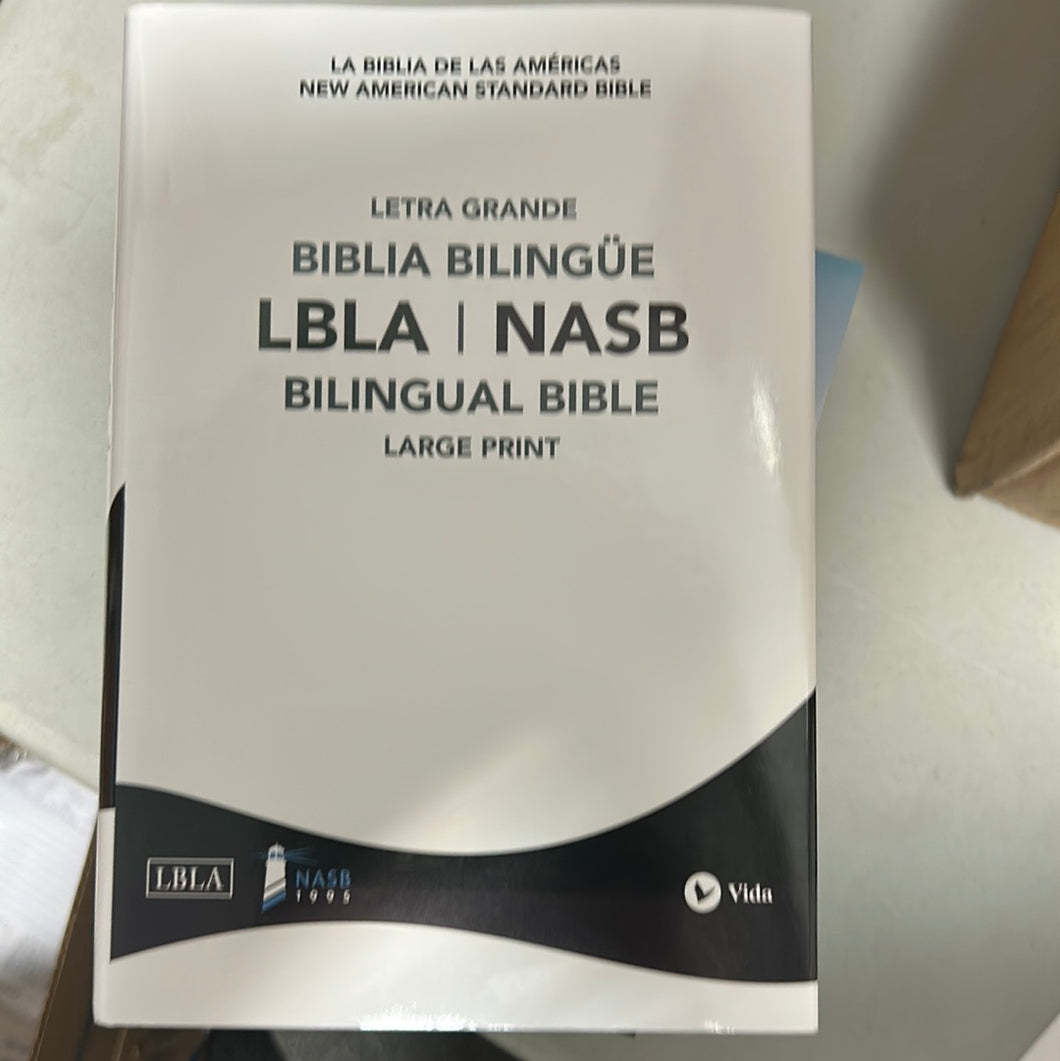 LA BIBLIA DE LAS AMÉRICAS
NEW AMERICAN STANDARD BIBLE
LETRA GRANDE
BIBLIA BILINGÜE
LBLA | NASB
BILINGUAL BIBLE
LARGE PRINT
LBLA
NASB
1995
Vida